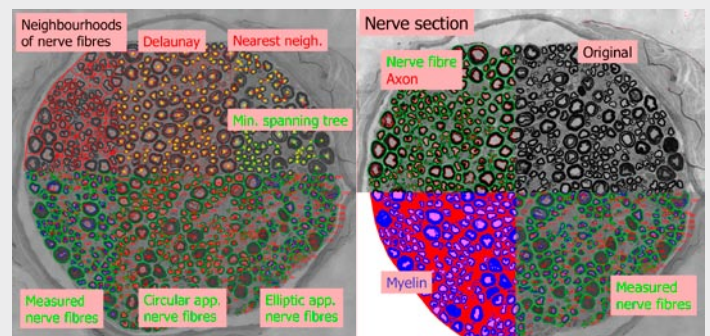 Neighbourhoods
of nerve fibres
Delaunay
Nearest neigh.
Min. spanning tree
Measured
nerve fibres
Circular app.
nerve fibres
Elliptic app.
nerve fibres
Nerve section
Nerve fibre
Axon
Original
Myelin
Measured
nerve fibres